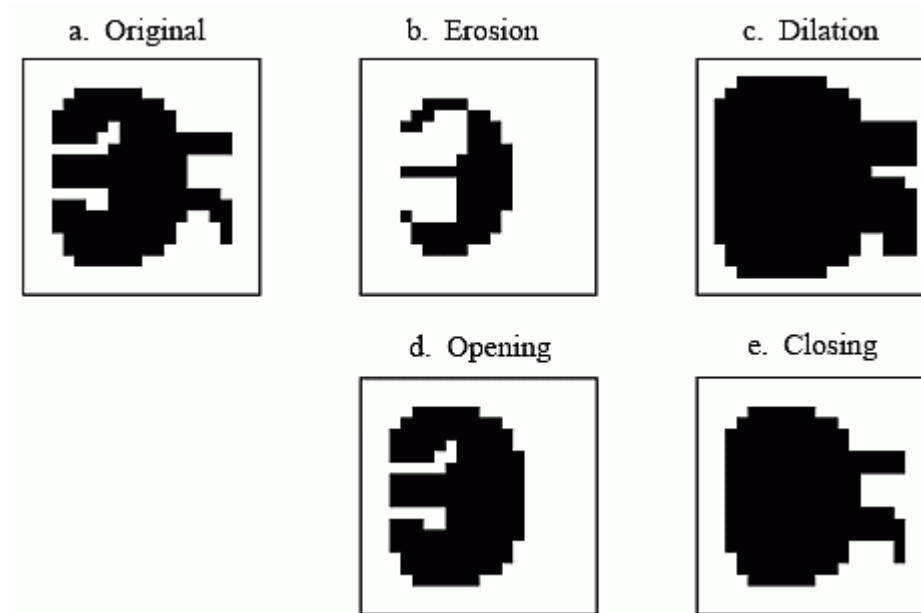 a. Original
b. Erosion
c. Dilation
d. Opening
e. Closing